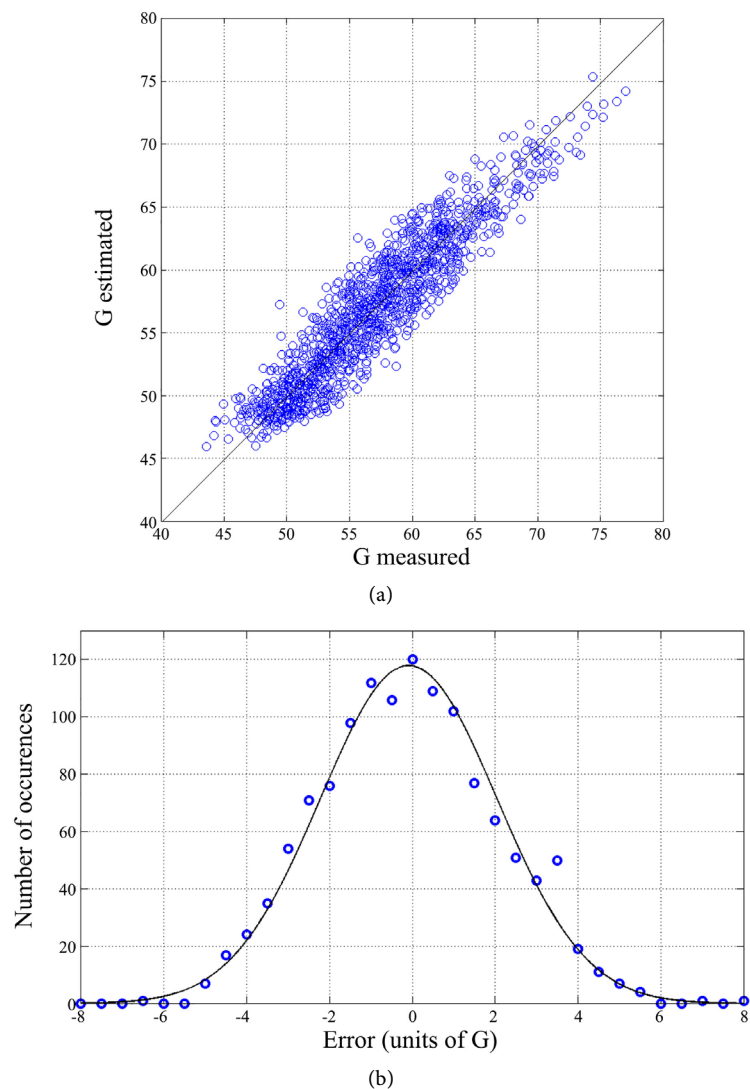 80
75
70
65
60
55
50
45
40
G estimated
40 45 50 55 60 65 70 75 80
G measured
(a)
120
100
80
60
40
20
0
Number of occurences
-8 -6 -4 -2 0 2 4 6 8
Error (units of G)
(b)